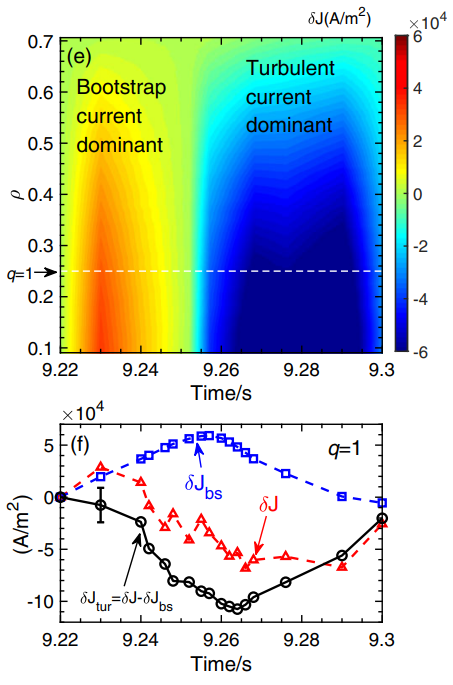 δJ(A/m²)
×10⁴
(e)
Bootstrap
current
dominant
Turbulent
current
dominant
0.7
0.6
0.5
0.4
0.3
0.2
0.1
ρ
q=1
6
4
2
0
-2
-4
-6
9.22 9.24 9.26 9.28 9.3
Time/s
×10⁴
(f)
q=1
5
0
-5
-10
(A/m²)
δJbs
δJ
δJtur=δJ-δJbs
9.22 9.24 9.26 9.28 9.3
Time/s